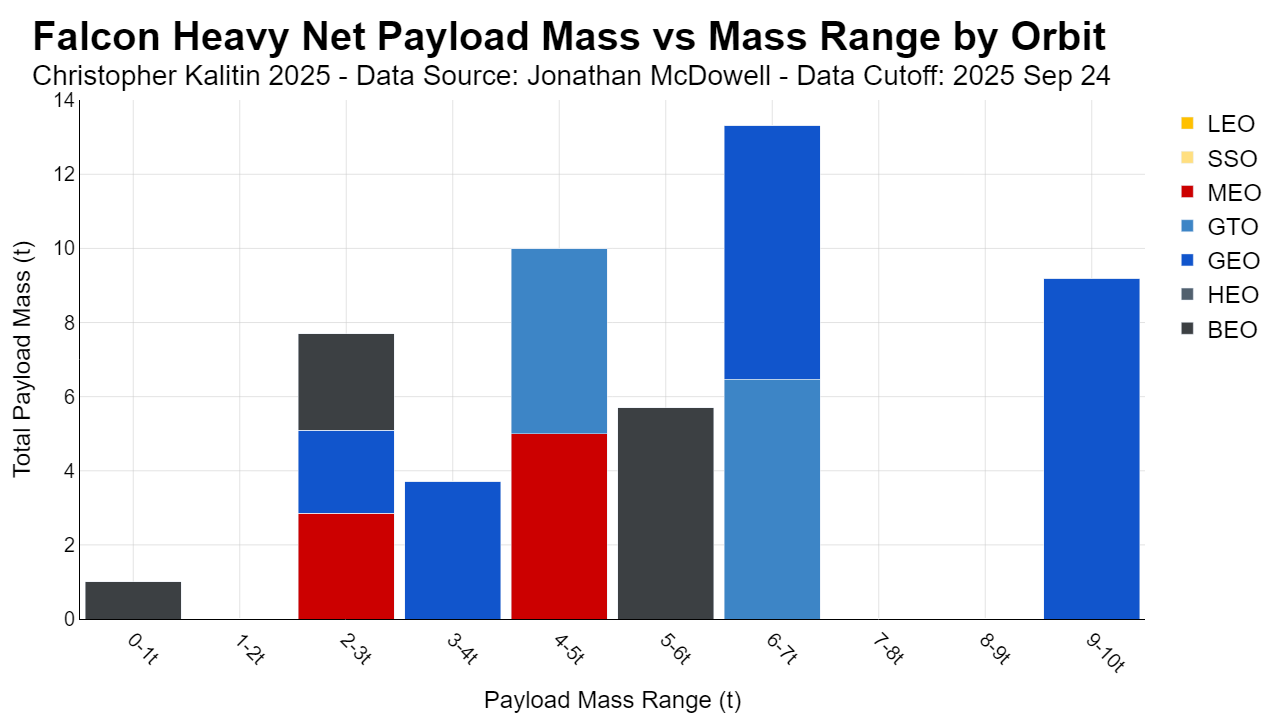 Falcon Heavy Net Payload Mass vs Mass Range by Orbit
Christopher Kalitin 2025 - Data Source: Jonathan McDowell - Data Cutoff: 2025 Sep 24
Total Payload Mass (t)
14
12
10
8
6
4
2
0
0-1t
1-2t
2-3t
3-4t
4-5t
5-6t
6-7t
7-8t
8-9t
9-10t
Payload Mass Range (t)
LEO
SSO
MEO
GTO
GEO
HEO
BEO